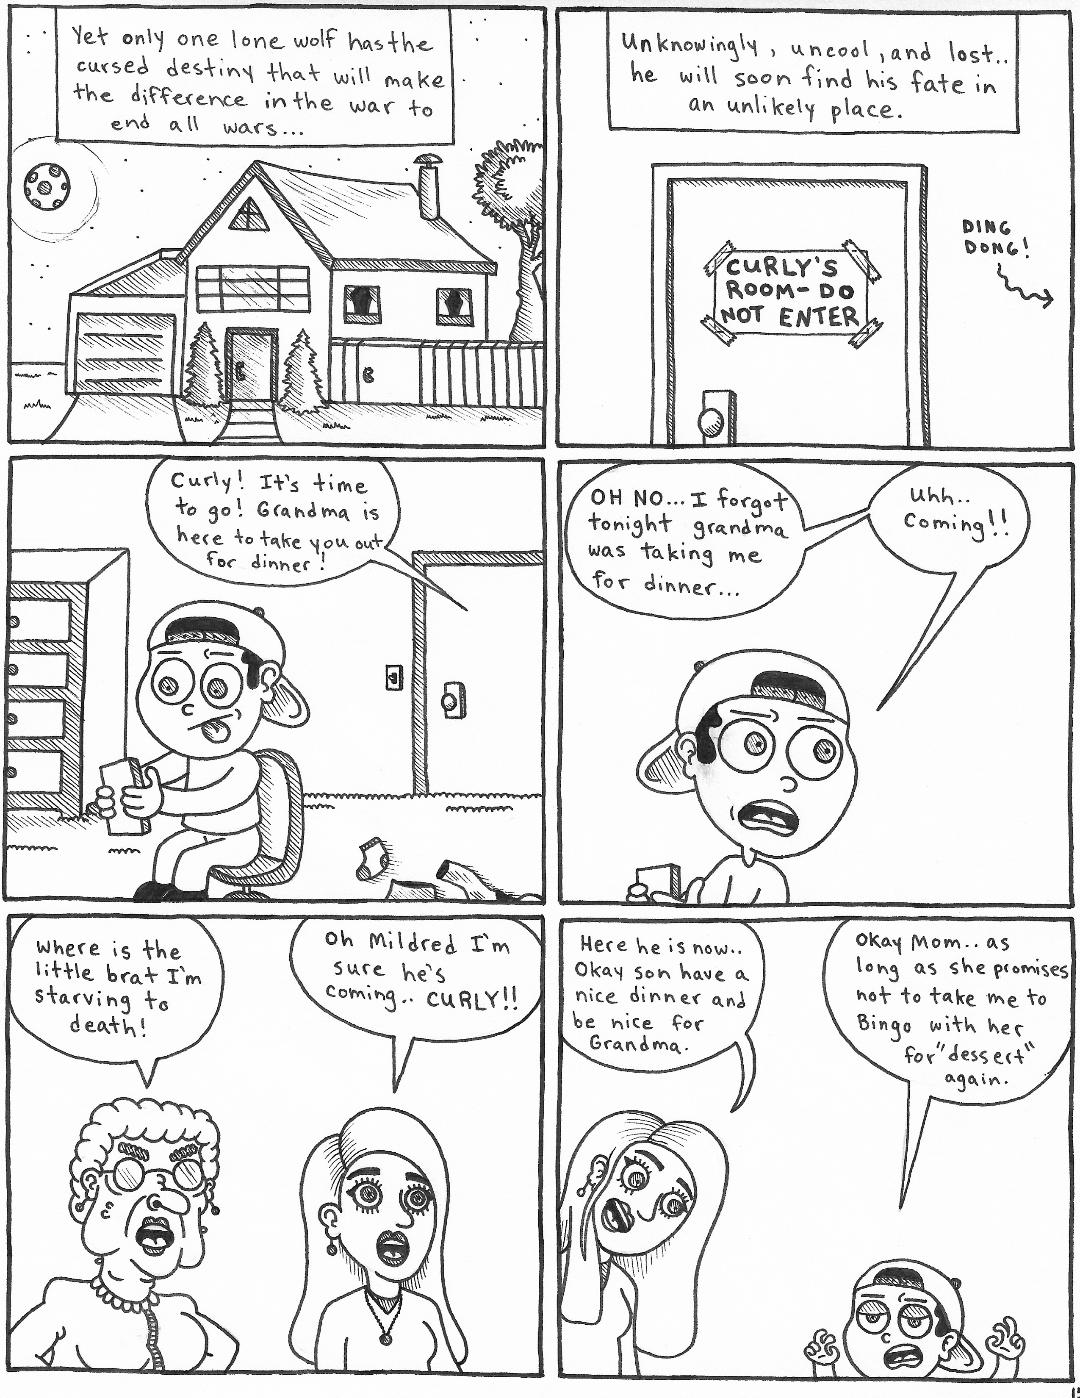 Yet only one lone wolf has the
cursed destiny that will make
the difference in the war to
end all wars...
Unknowingly, uncool, and lost..
he will soon find his fate in
an unlikely place.
DING
DONG!
CURLY'S
ROOM- DO
NOT ENTER
Curly! It's time
to go! Grandma is
here to take you out
for dinner!
OH NO... I forgot
tonight grandma
was taking me
for dinner...
Uhh..
Coming!!
Where is the
little brat I'm
starving to
death!
Oh Mildred I'm
sure he's
coming.. CURLY!!
Here he is now..
Okay son have a
nice dinner and
be nice for
Grandma.
Okay Mom.. as
long as she promises
not to take me to
Bingo with her
for "dessert"
again.